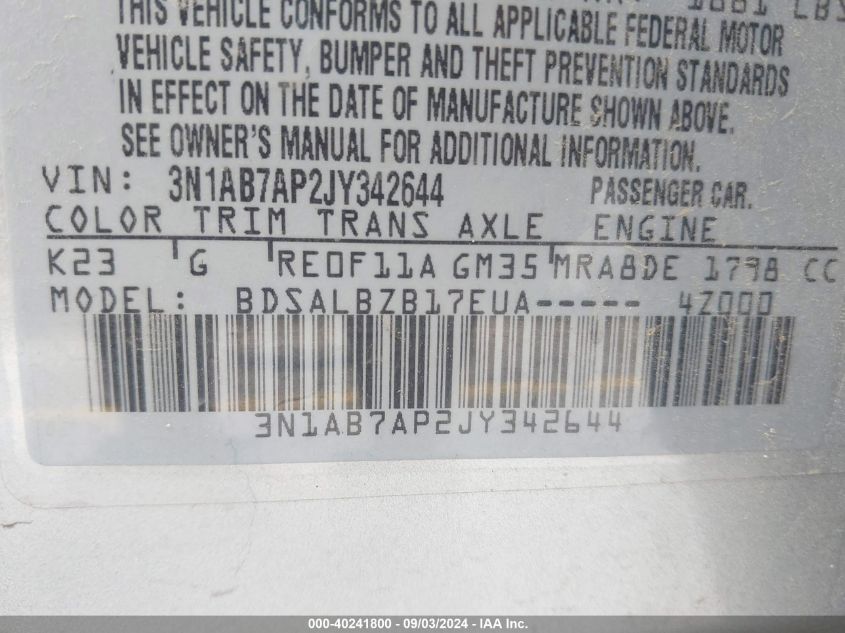 1881 LBS
THIS VEHICLE CONFORMS TO ALL APPLICABLE FEDERAL MOTOR
VEHICLE SAFETY, BUMPER AND THEFT PREVENTION STANDARDS
IN EFFECT ON THE DATE OF MANUFACTURE SHOWN ABOVE.
SEE OWNER'S MANUAL FOR ADDITIONAL INFORMATION.
VIN: 3N1AB7AP2JY342644 PASSENGER CAR.
COLOR TRIM TRANS AXLE ENGINE
K23 G RE0F11A GM35 MRA8DE 1798 CC
MODEL: BDSALBZB17EUA----- 4Z000
3N1AB7AP2JY342644
000-40241800 - 09/03/2024 - IAA Inc.